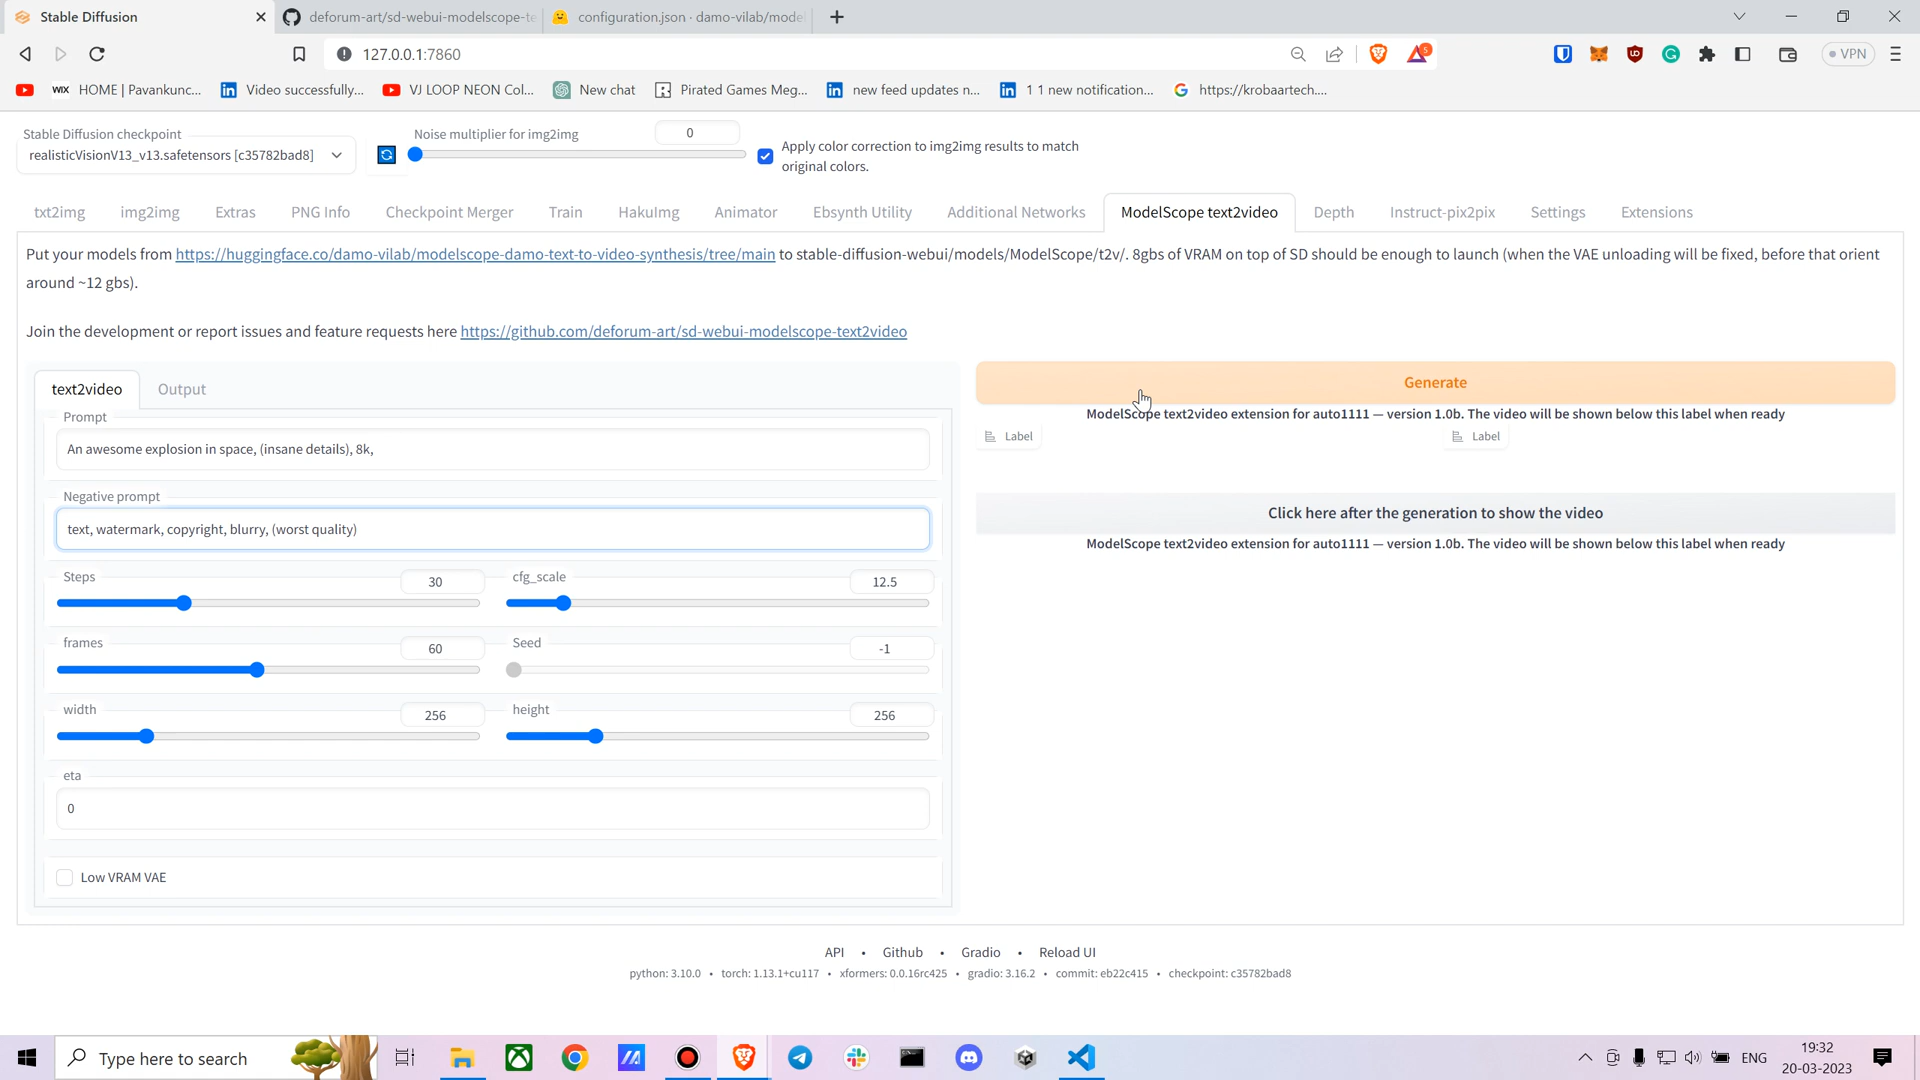 Stable Diffusion
deforum-art/sd-webui-modelscope-te
configuration.json · damo-vilab/mode
127.0.0.1:7860
5
VPN
WIX HOME | Pavankunc...
Video successfully...
VJ LOOP NEON Col...
New chat
Pirated Games Meg...
new feed updates n...
1 1 new notification...
https://krobaartech....
Stable Diffusion checkpoint
realisticVisionV13_v13.safetensors [c35782bad8]
Noise multiplier for img2img
0
Apply color correction to img2img results to match
original colors.
txt2img
img2img
Extras
PNG Info
Checkpoint Merger
Train
HakuImg
Animator
Ebsynth Utility
Additional Networks
ModelScope text2video
Depth
Instruct-pix2pix
Settings
Extensions
Put your models from https://huggingface.co/damo-vilab/modelscope-damo-text-to-video-synthesis/tree/main to stable-diffusion-webui/models/ModelScope/t2v/. 8gbs of VRAM on top of SD should be enough to launch (when the VAE unloading will be fixed, before that orient
around ~12 gbs).
Join the development or report issues and feature requests here https://github.com/deforum-art/sd-webui-modelscope-text2video
text2video
Output
Prompt
An awesome explosion in space, (insane details), 8k,
Negative prompt
text, watermark, copyright, blurry, (worst quality)
Steps
30
cfg_scale
12.5
frames
60
Seed
-1
width
256
height
256
eta
0
Low VRAM VAE
Generate
ModelScope text2video extension for auto1111 — version 1.0b. The video will be shown below this label when ready
Label
Label
Click here after the generation to show the video
ModelScope text2video extension for auto1111 — version 1.0b. The video will be shown below this label when ready
API • Github • Gradio • Reload UI
python: 3.10.0 • torch: 1.13.1+cu117 • xformers: 0.0.16rc425 • gradio: 3.16.2 • commit: eb22c415 • checkpoint: c35782bad8
Type here to search
ENG
19:32
20-03-2023